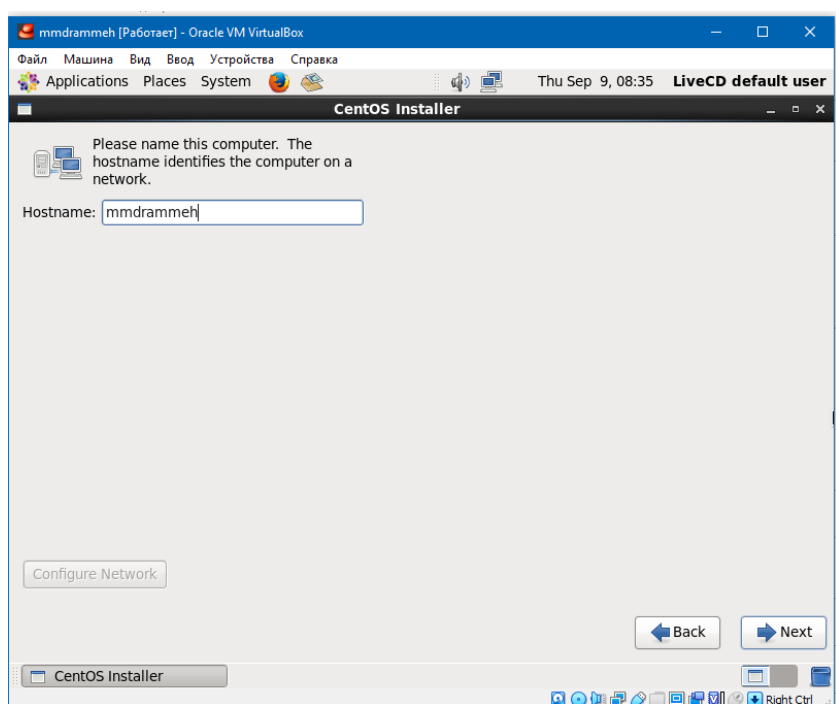 mmdrammeh [Работает] - Oracle VM VirtualBox
Файл Машина Вид Ввод Устройства Справка
Applications Places System Thu Sep 9, 08:35 LiveCD default user
CentOS Installer
Please name this computer. The
hostname identifies the computer on a
network.
Hostname: mmdrammeh
Configure Network
Back Next
CentOS Installer
Right Ctrl